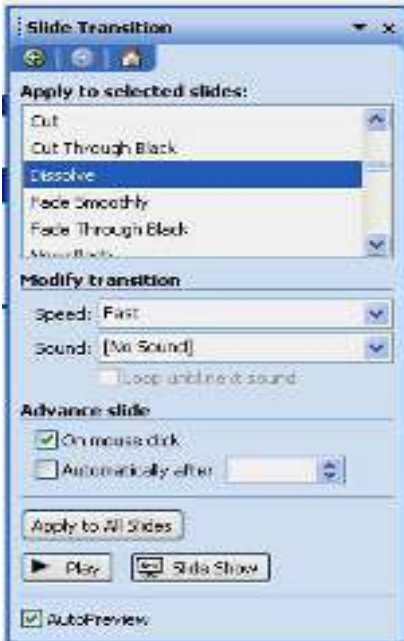 Slide Transition
Apply to selected slides:
Cut
Cut Through Black
Dissolve
Fade Smoothly
Fade Through Black
Modify transition
Speed: Fast
Sound: [No Sound]
Loop until next sound
Advance slide
On mouse click
Automatically after
Apply to All Slides
Play
Slide Show
AutoPreview